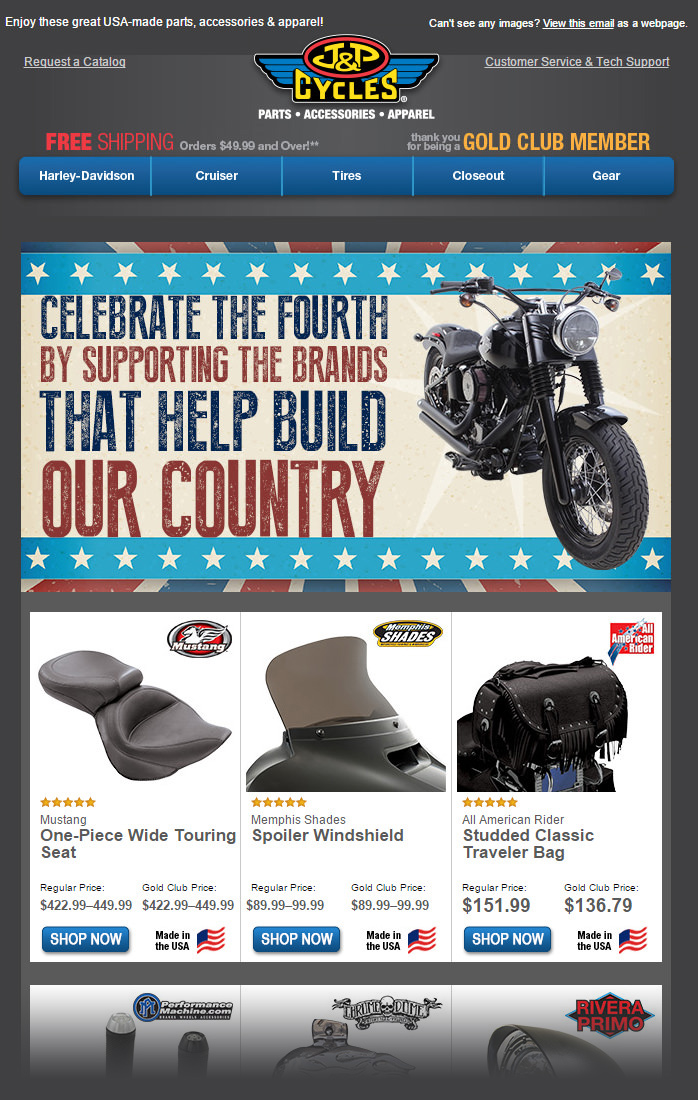 Enjoy these great USA-made parts, accessories & apparel!
Can't see any images? View this email as a webpage.
Request a Catalog
J&P
CYCLES®
PARTS • ACCESSORIES • APPAREL
Customer Service & Tech Support
FREE SHIPPING Orders $49.99 and Over!**
thank you
for being a GOLD CLUB MEMBER
Harley-Davidson Cruiser Tires Closeout Gear
CELEBRATE THE FOURTH
BY SUPPORTING THE BRANDS
THAT HELP BUILD
OUR COUNTRY
Mustang
Memphis
SHADES
All
American
Rider
Mustang
One-Piece Wide Touring
Seat
Regular Price: Gold Club Price:
$422.99–449.99 $422.99–449.99
SHOP NOW
Made in
the USA
Memphis Shades
Spoiler Windshield
Regular Price: Gold Club Price:
$89.99–99.99 $89.99–99.99
SHOP NOW
Made in
the USA
All American Rider
Studded Classic
Traveler Bag
Regular Price: Gold Club Price:
$151.99 $136.79
SHOP NOW
Made in
the USA
Performance
Machine.com
CHROME DOME
RIVERA
PRIMO